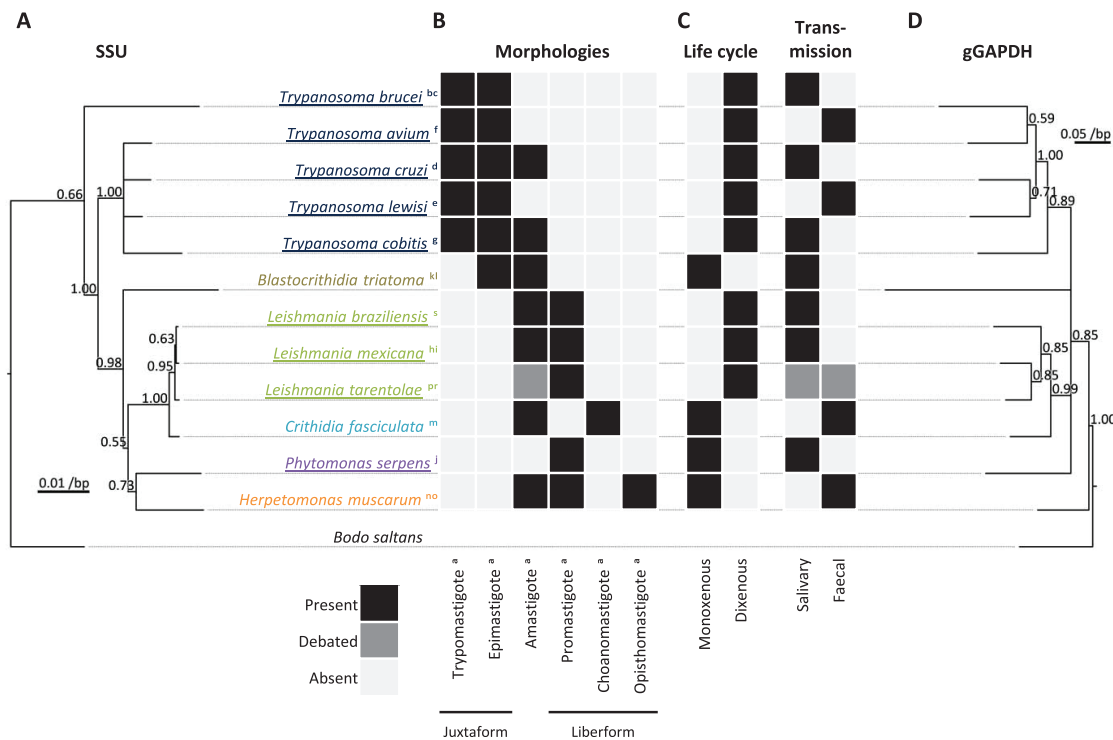 A
B
C
D
SSU
Morphologies
Life cycle
Trans-
mission
gGAPDH
Trypanosoma brucei bc
Trypanosoma avium f
Trypanosoma cruzi d
Trypanosoma lewisi e
Trypanosoma cobitis g
Blastocrithidia triatoma kl
Leishmania braziliensis s
Leishmania mexicana hi
Leishmania tarentolae pr
Crithidia fasciculata m
Phytomonas serpens j
Herpetomonas muscarum no
Bodo saltans
0.66
1.00
1.00
0.98
0.63
0.95
1.00
0.55
0.73
0.01 /bp
0.59
0.05 /bp
1.00
0.71
0.89
0.85
0.85
0.85
0.99
1.00
Present
Debated
Absent
Trypomastigote a
Epimastigote a
Amastigote a
Promastigote a
Choanomastigote a
Opisthomastigote a
Monoxenous
Dixenous
Salivary
Faecal
Juxtaform
Liberform